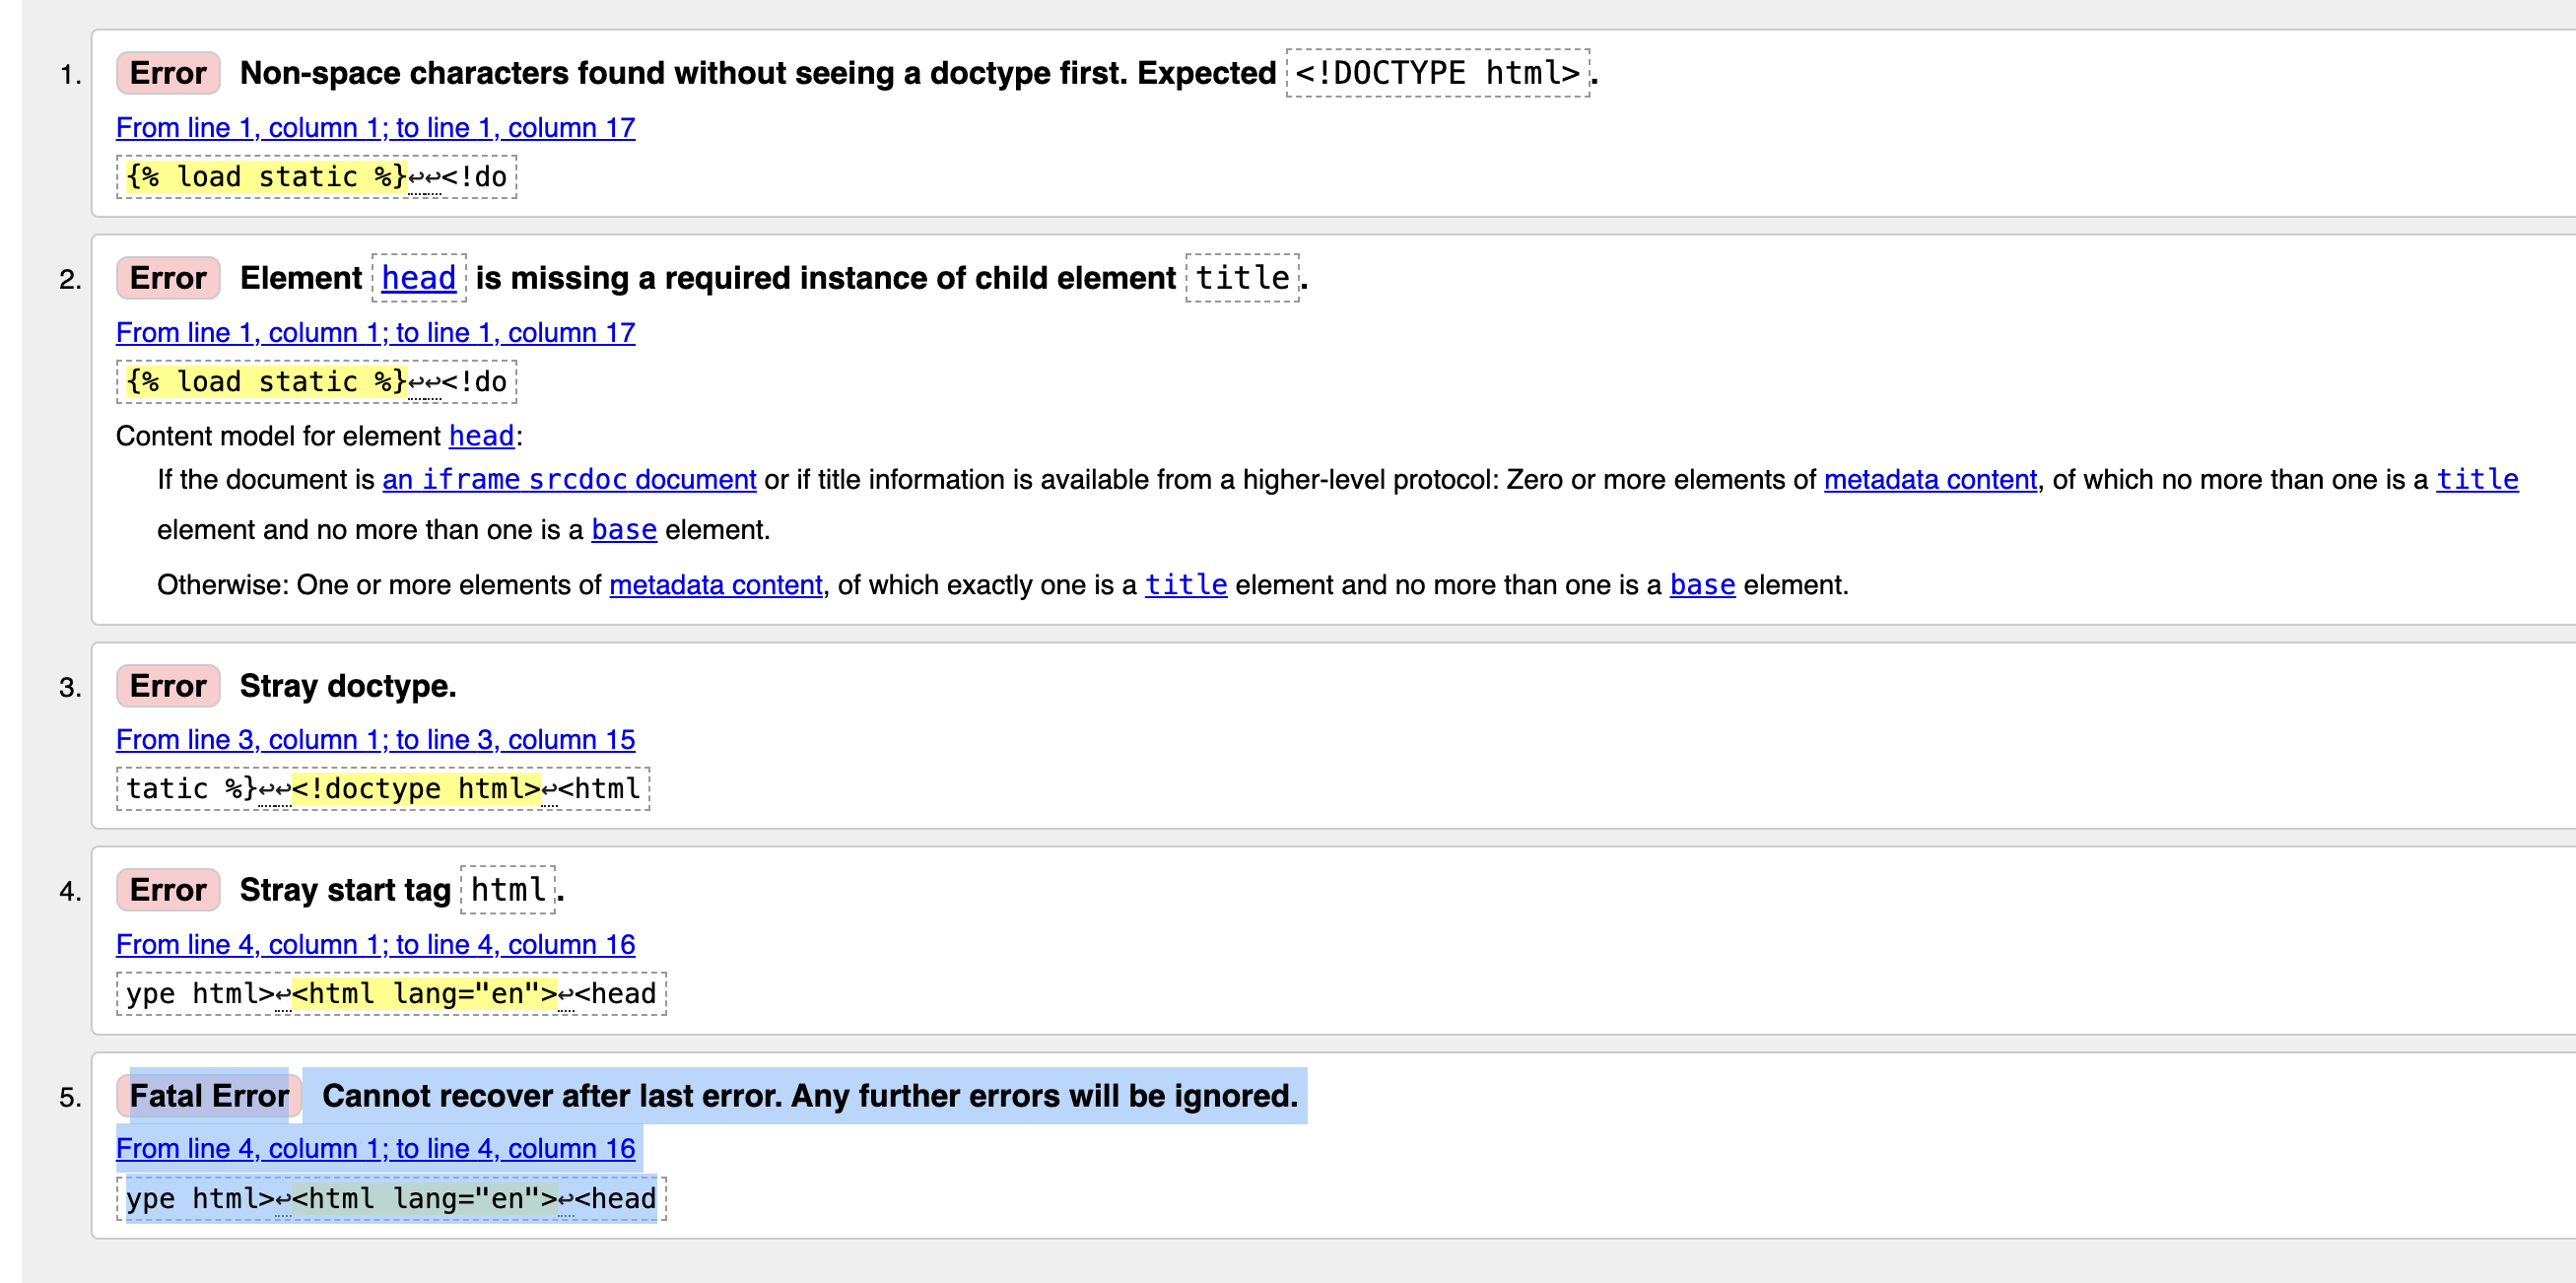 1. Error Non-space characters found without seeing a doctype first. Expected <!DOCTYPE html>.
From line 1, column 1; to line 1, column 17
{% load static %}↩↩<!do
2. Error Element head is missing a required instance of child element title.
From line 1, column 1; to line 1, column 17
{% load static %}↩↩<!do
Content model for element head:
If the document is an iframe srcdoc document or if title information is available from a higher-level protocol: Zero or more elements of metadata content, of which no more than one is a title
element and no more than one is a base element.
Otherwise: One or more elements of metadata content, of which exactly one is a title element and no more than one is a base element.
3. Error Stray doctype.
From line 3, column 1; to line 3, column 15
tatic %}↩↩<!doctype html>↩<html
4. Error Stray start tag html.
From line 4, column 1; to line 4, column 16
ype html>↩<html lang="en">↩<head
5. Fatal Error Cannot recover after last error. Any further errors will be ignored.
From line 4, column 1; to line 4, column 16
ype html>↩<html lang="en">↩<head